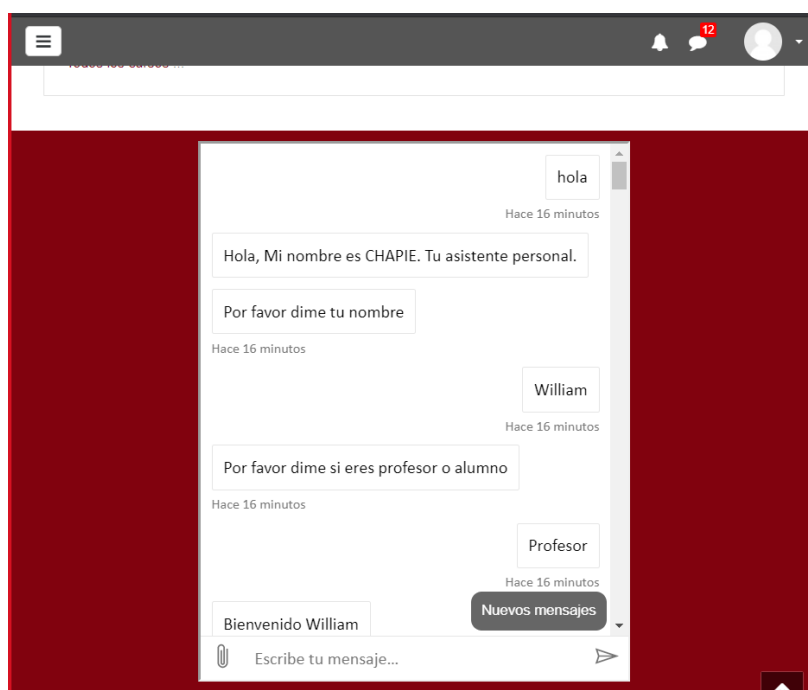 12
hola
Hace 16 minutos
Hola, Mi nombre es CHAPIE. Tu asistente personal.
Por favor dime tu nombre
Hace 16 minutos
William
Hace 16 minutos
Por favor dime si eres profesor o alumno
Hace 16 minutos
Profesor
Hace 16 minutos
Nuevos mensajes
Bienvenido William
Escribe tu mensaje...